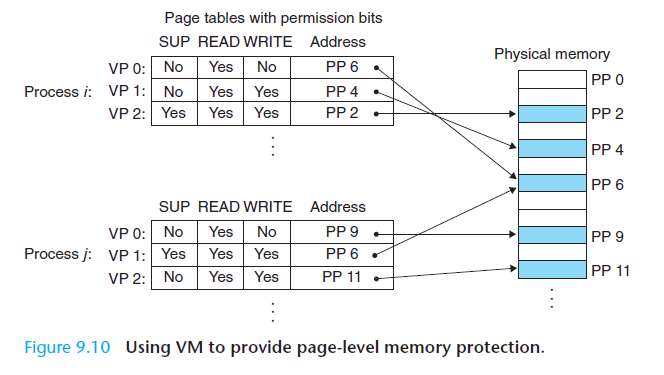 Page tables with permission bits
SUP READ WRITE Address
Physical memory
VP 0: No Yes No PP 6
PP 0
Process i: VP 1: No Yes Yes PP 4
VP 2: Yes Yes Yes PP 2
PP 2
PP 4
PP 6
SUP READ WRITE Address
VP 0: No Yes No PP 9
PP 9
Process j: VP 1: Yes Yes Yes PP 6
VP 2: No Yes Yes PP 11
PP 11
Figure 9.10 Using VM to provide page-level memory protection.